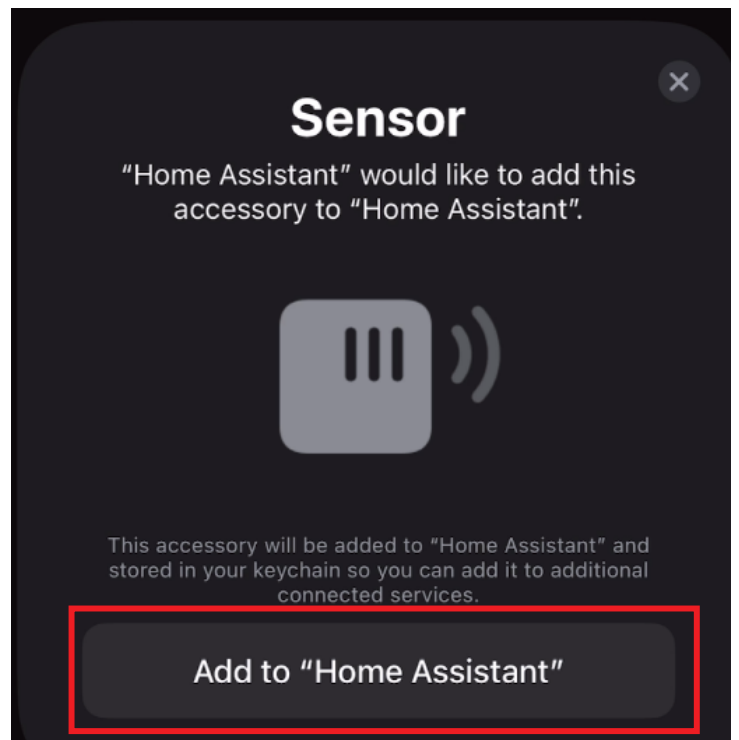 Sensor
“Home Assistant” would like to add this
accessory to “Home Assistant”.
This accessory will be added to “Home Assistant” and
stored in your keychain so you can add it to additional
connected services.
Add to “Home Assistant”